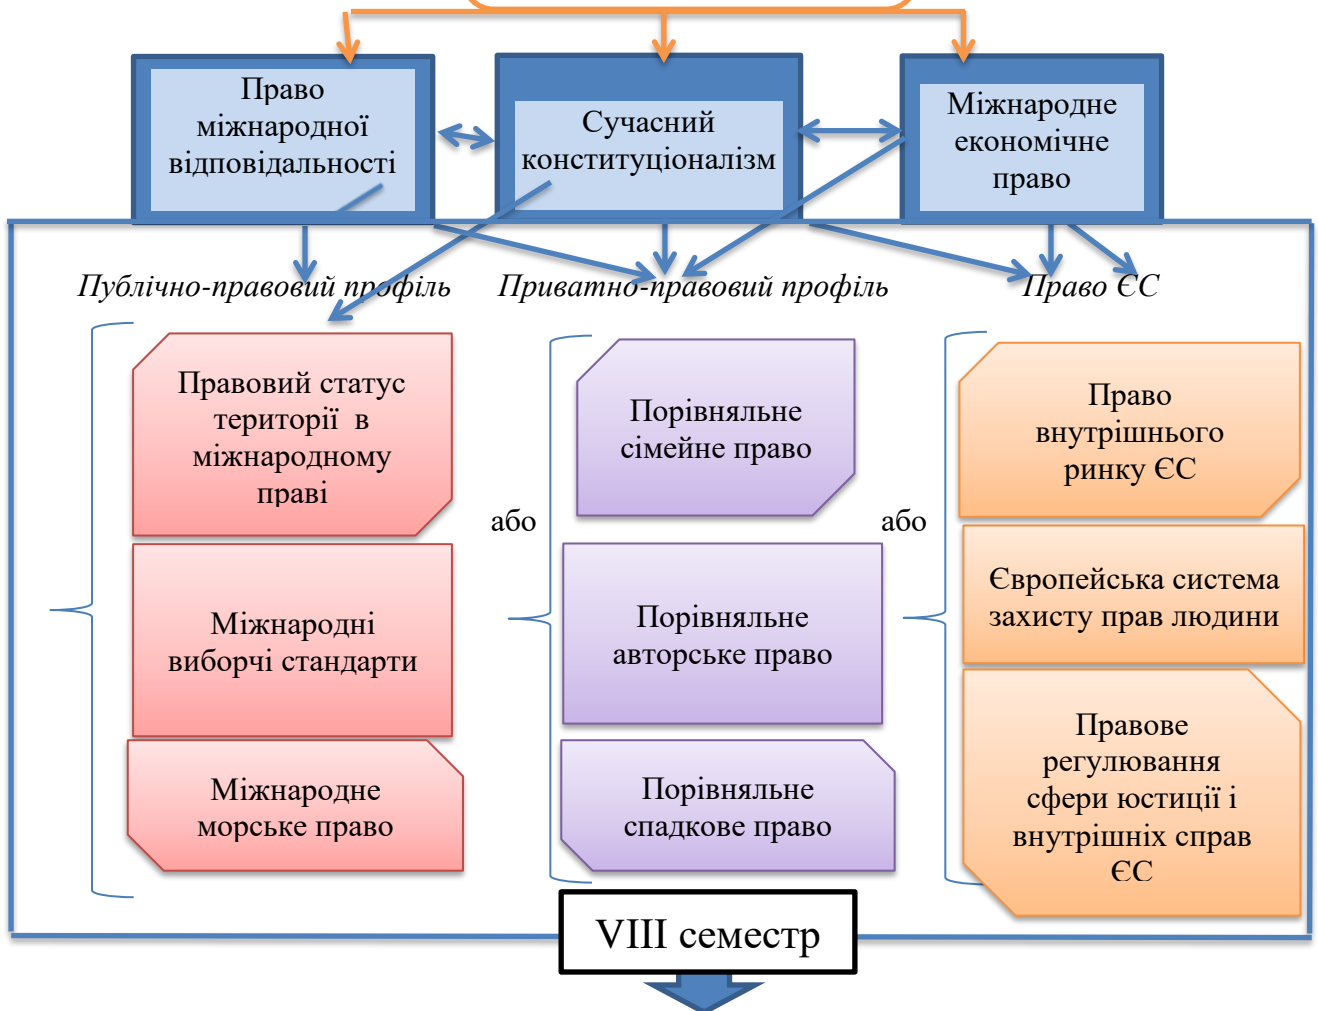 Право
міжнародної
відповідальності
Сучасний
конституціоналізм
Міжнародне
економічне
право
Публічно-правовий профіль
Приватно-правовий профіль
Право ЄС
Правовий статус
території в
міжнародному
праві
Міжнародні
виборчі стандарти
Міжнародне
морське право
або
Порівняльне
сімейне право
Порівняльне
авторське право
Порівняльне
спадкове право
або
Право
внутрішнього
ринку ЄС
Європейська система
захисту прав людини
Правове
регулювання
сфери юстиції і
внутрішніх справ
ЄС
VIII семестр